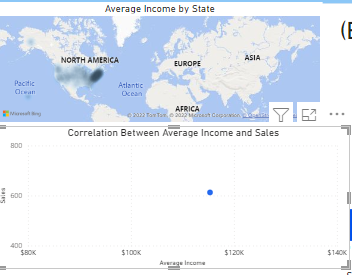 Average Income by State
(E
NORTH AMERICA
EUROPE
ASIA
Pacific
Ocean
Atlantic
Ocean
AFRICA
Microsoft Bing
© 2022 TomTom, © 2022 Microsoft Corporation, ©
Correlation Between Average Income and Sales
800
Sales
600
400
$80K $100K $120K $140K
Average Income